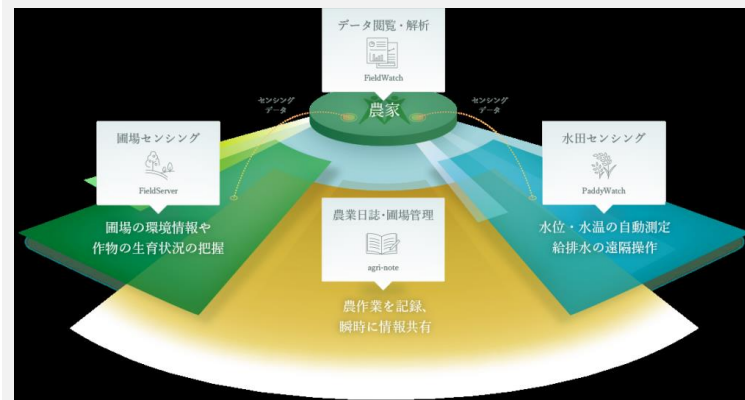 データ閲覧・解析
FieldWatch
農家
センシング
データ
センシング
データ
圃場センシング
FieldServer
圃場の環境情報や
作物の生育状況の把握
農業日誌・圃場管理
agri-note
農作業を記録、
瞬時に情報共有
水田センシング
PaddyWatch
水位・水温の自動測定
給排水の遠隔操作